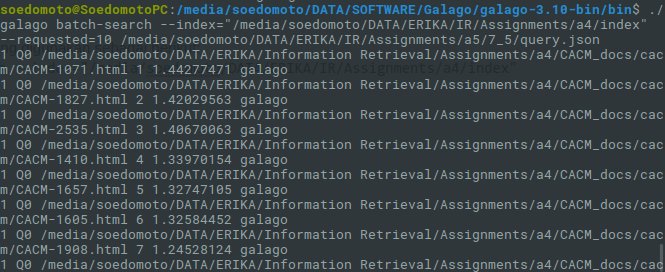 soedomoto@SoedomotoPC:/media/soedomoto/DATA/SOFTWARE/Galago/galago-3.10-bin/bin$ ./
galago batch-search --index="/media/soedomoto/DATA/ERIKA/IR/Assignments/a4/index"
--requested=10 /media/soedomoto/DATA/ERIKA/IR/Assignments/a5/7_5/query.json
1 Q0 /media/soedomoto/DATA/ERIKA/Information Retrieval/Assignments/a4/CACM_docs/cac
m/CACM-1071.html 1 1.44277471 galago
1 Q0 /media/soedomoto/DATA/ERIKA/Information Retrieval/Assignments/a4/CACM_docs/cac
m/CACM-1827.html 2 1.42029563 galago
1 Q0 /media/soedomoto/DATA/ERIKA/Information Retrieval/Assignments/a4/CACM_docs/cac
m/CACM-2535.html 3 1.40670063 galago
1 Q0 /media/soedomoto/DATA/ERIKA/Information Retrieval/Assignments/a4/CACM_docs/cac
m/CACM-1410.html 4 1.33970154 galago
1 Q0 /media/soedomoto/DATA/ERIKA/Information Retrieval/Assignments/a4/CACM_docs/cac
m/CACM-1657.html 5 1.32747105 galago
1 Q0 /media/soedomoto/DATA/ERIKA/Information Retrieval/Assignments/a4/CACM_docs/cac
m/CACM-1605.html 6 1.32584452 galago
1 Q0 /media/soedomoto/DATA/ERIKA/Information Retrieval/Assignments/a4/CACM_docs/cac
m/CACM-1908.html 7 1.24528124 galago
1 Q0 /media/soedomoto/DATA/ERIKA/Information Retrieval/Assignments/a4/CACM_docs/cac